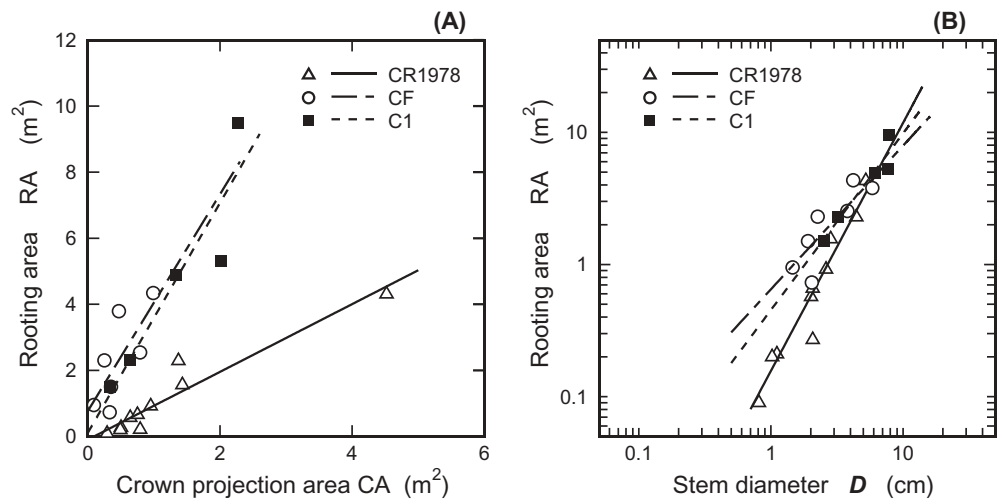 (A)
12
10
8
6
4
2
0
0
2
4
6
CR1978
CF
C1
Rooting area RA (m²)
Crown projection area CA (m²)
(B)
10
1
0.1
0.1
1
10
CR1978
CF
C1
Rooting area RA (m²)
Stem diameter D (cm)